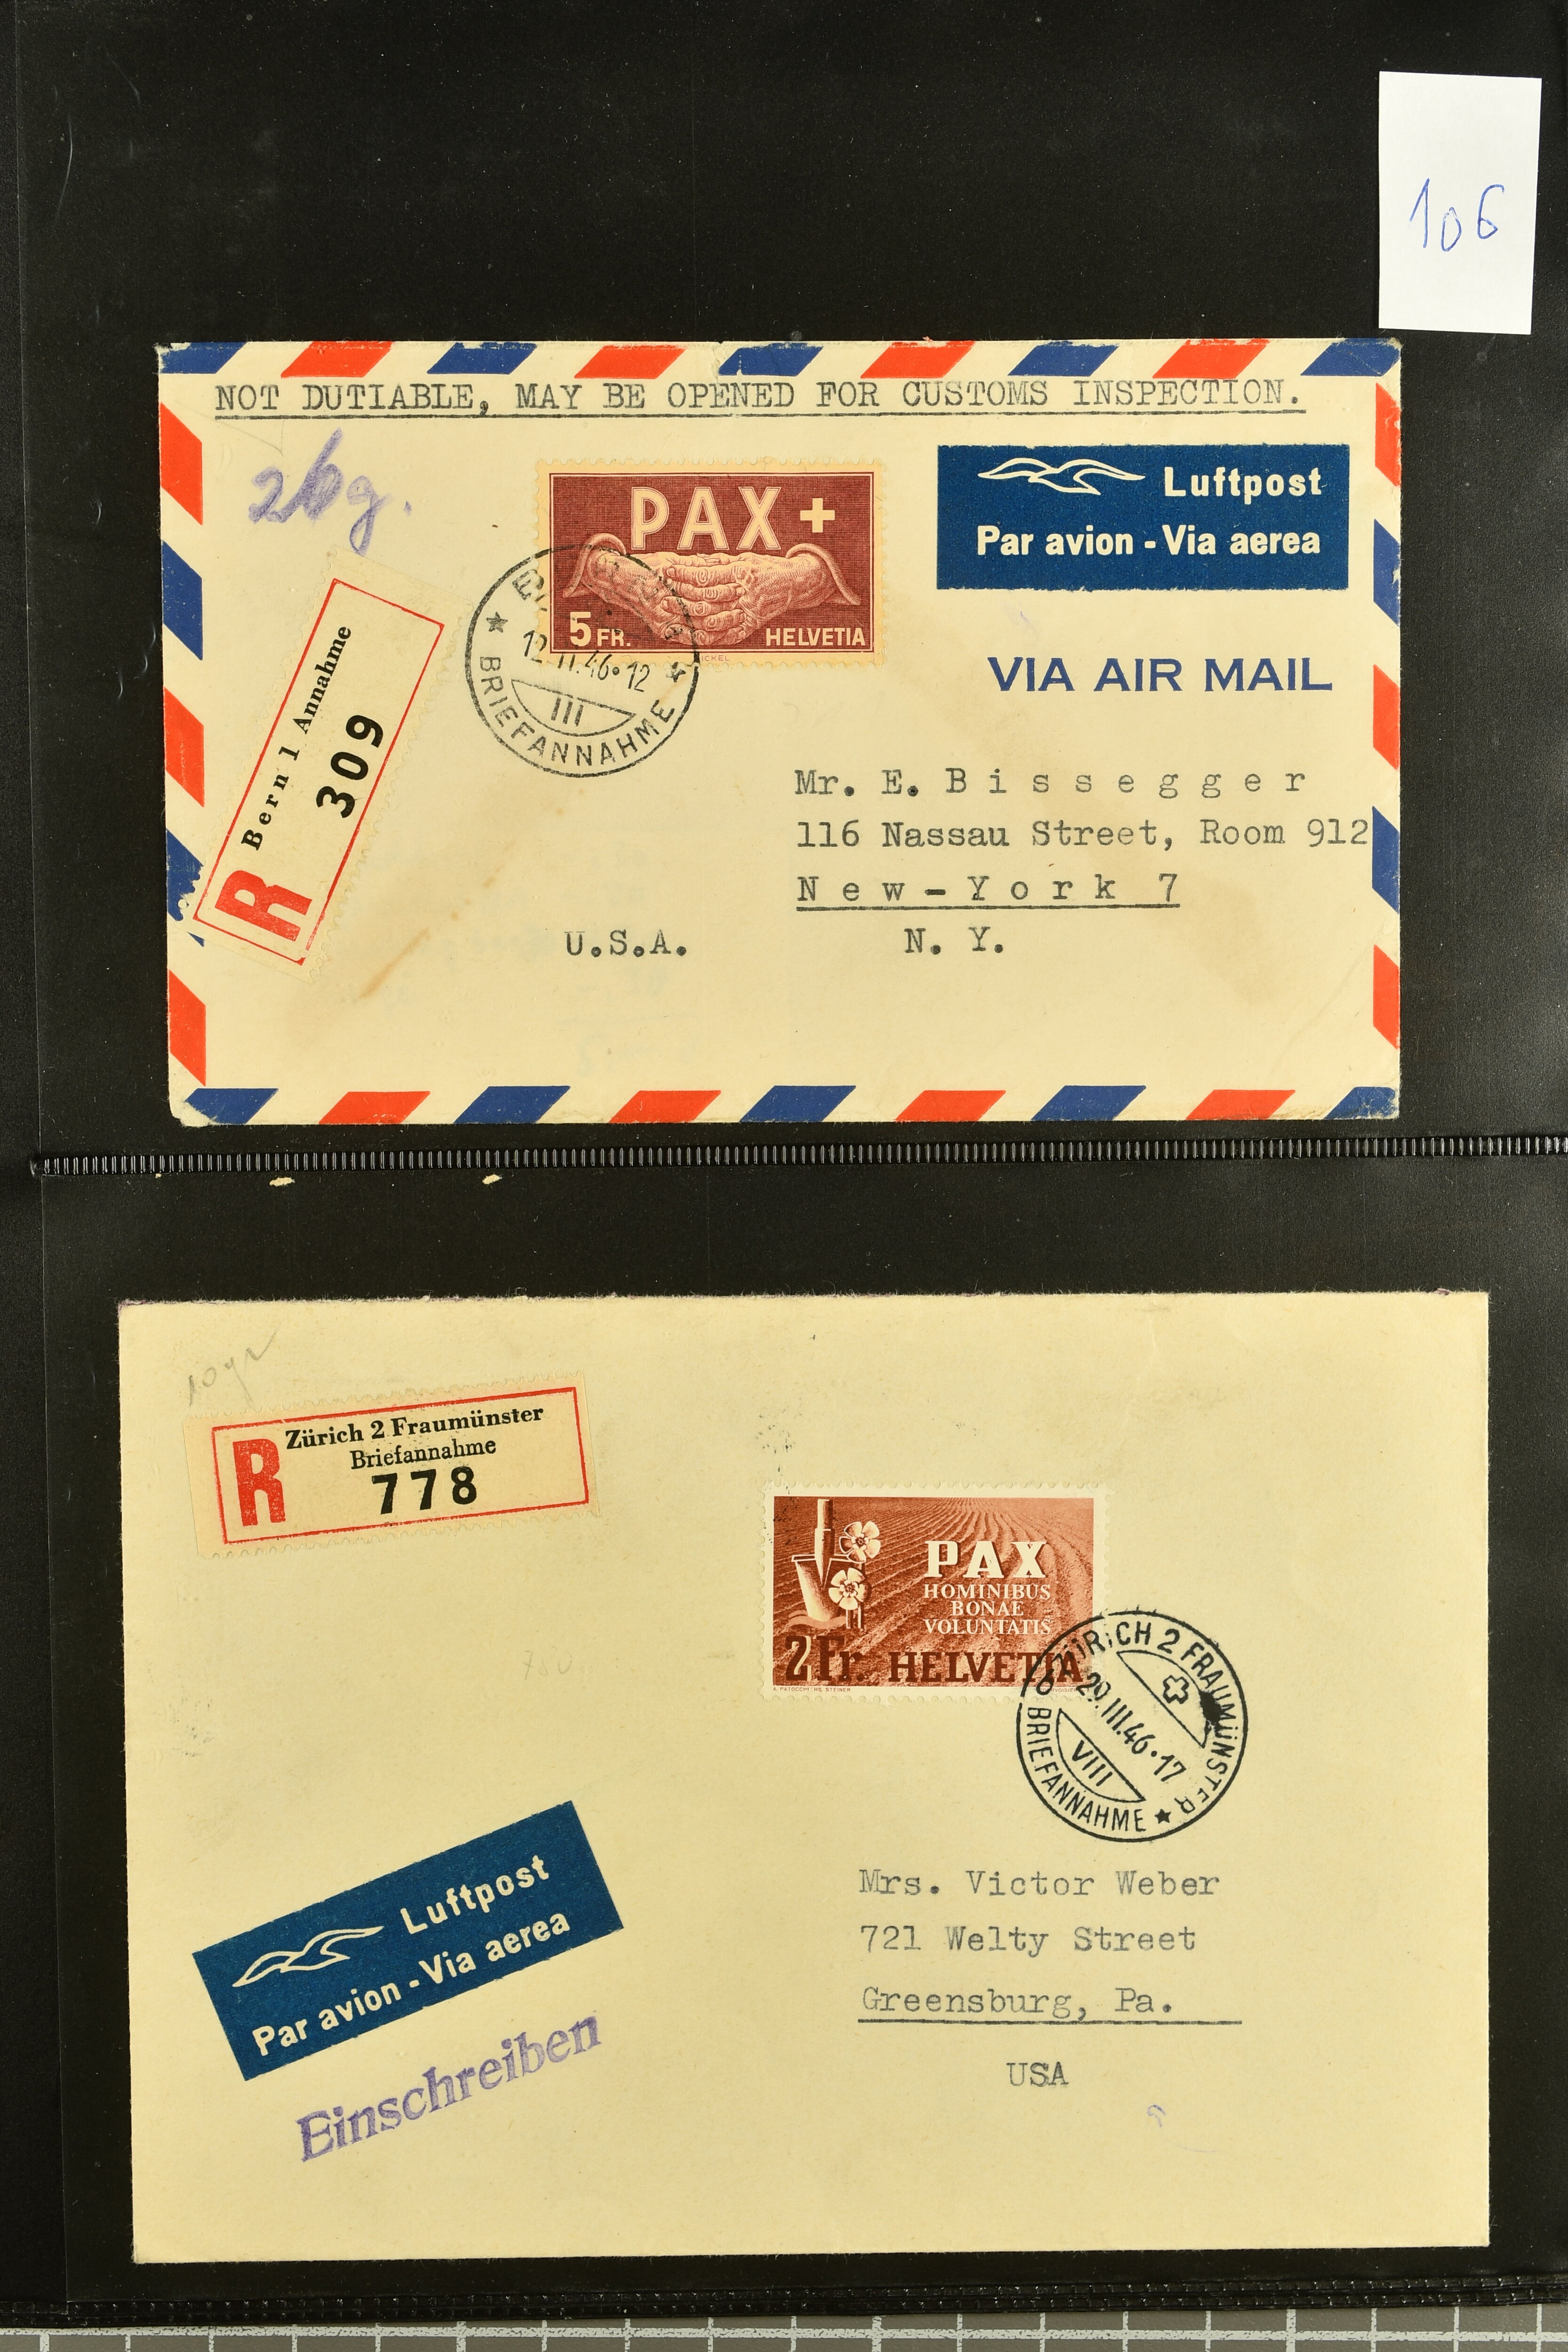 106
NOT DUTIABLE, MAY BE OPENED FOR CUSTOMS INSPECTION.
26g.
PAX +
5 FR. HELVETIA
Luftpost
Par avion - Via aerea
VIA AIR MAIL
R Bern 1 Annahme
309
12. II. 46 • 12
III
BRIEFANNAHME
Mr. E. Bissegger
116 Nassau Street, Room 912
New-York 7
U.S.A. N. Y.
10 gr
R Zürich 2 Fraumünster
Briefannahme
778
PAX
HOMINIBUS
BONAE
VOLUNTATIS
2 Fr. HELVETIA
ZÜRICH 2 FRAUMÜNSTER
29. III. 46 • 17
VIII
BRIEFANNAHME
Luftpost
Par avion - Via aerea
Einschreiben
Mrs. Victor Weber
721 Welty Street
Greensburg, Pa.
USA